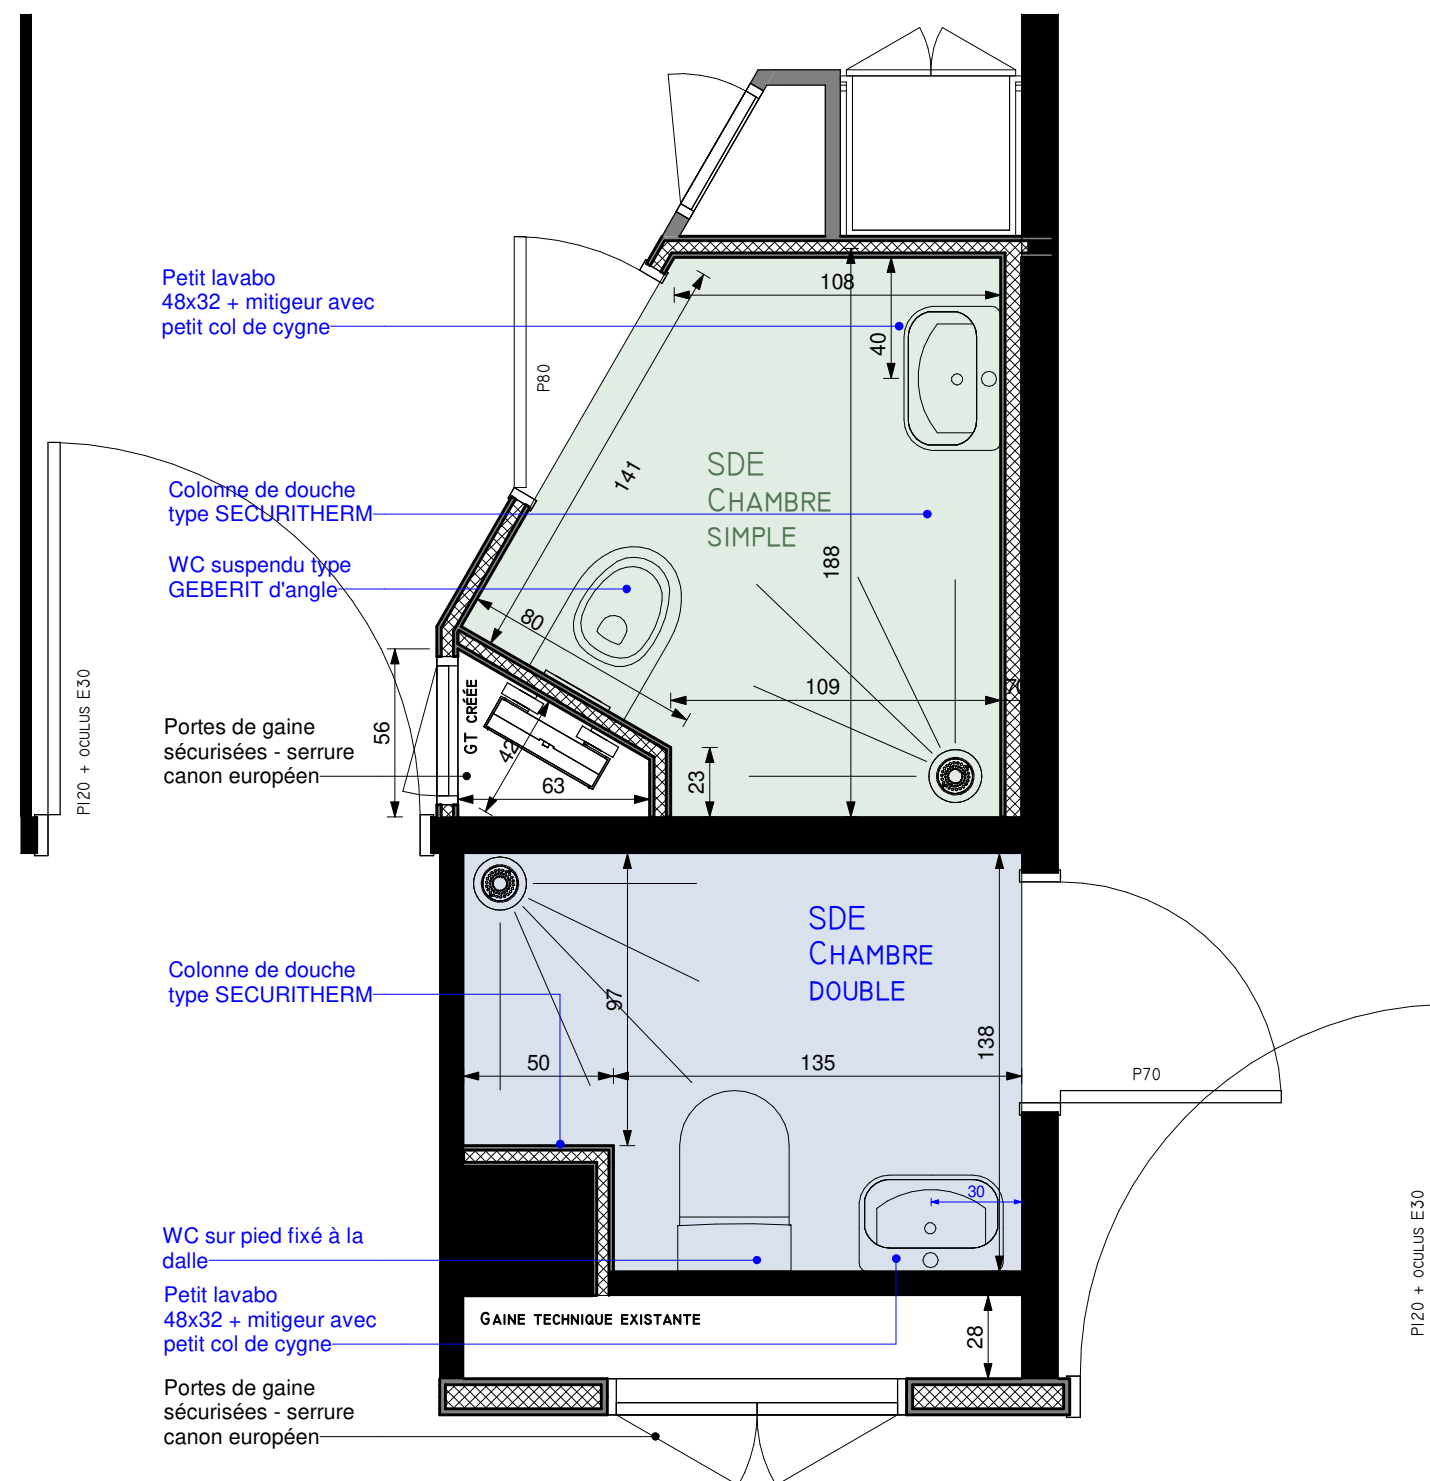 Petit lavabo
48x32 + mitigeur avec
petit col de cygne
108
40
P80
141
SDE
CHAMBRE
SIMPLE
Colonne de douche
type SECURITHERM
188
WC suspendu type
GEBERIT d'angle
80
PI20 + OCULUS E30
109
56
GT CRÉÉE
42
63
23
Portes de gaine
sécurisées - serrure
canon européen
SDE
CHAMBRE
DOUBLE
Colonne de douche
type SECURITHERM
97
50
135
138
P70
30
PI20 + OCULUS E30
WC sur pied fixé à la
dalle
Petit lavabo
48x32 + mitigeur avec
petit col de cygne
GAINE TECHNIQUE EXISTANTE
28
Portes de gaine
sécurisées - serrure
canon européen